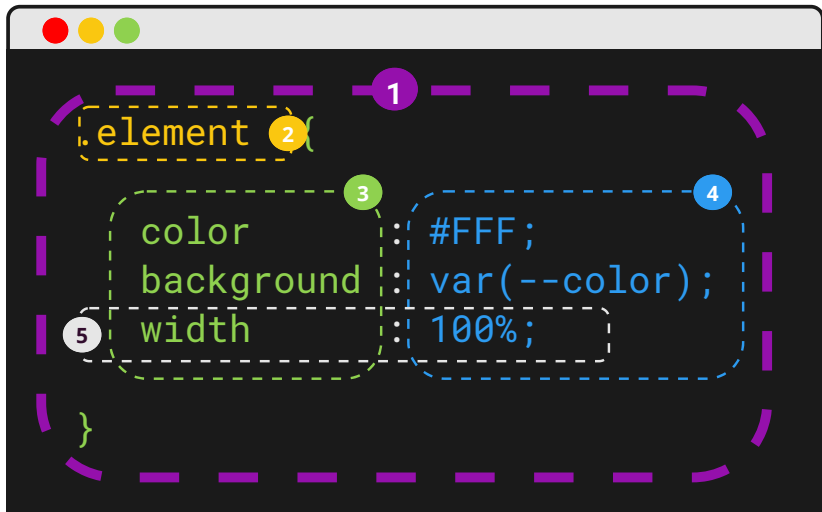 1
.element 2 {
3 4
color : #FFF;
background : var(--color);
5 width : 100%;
}